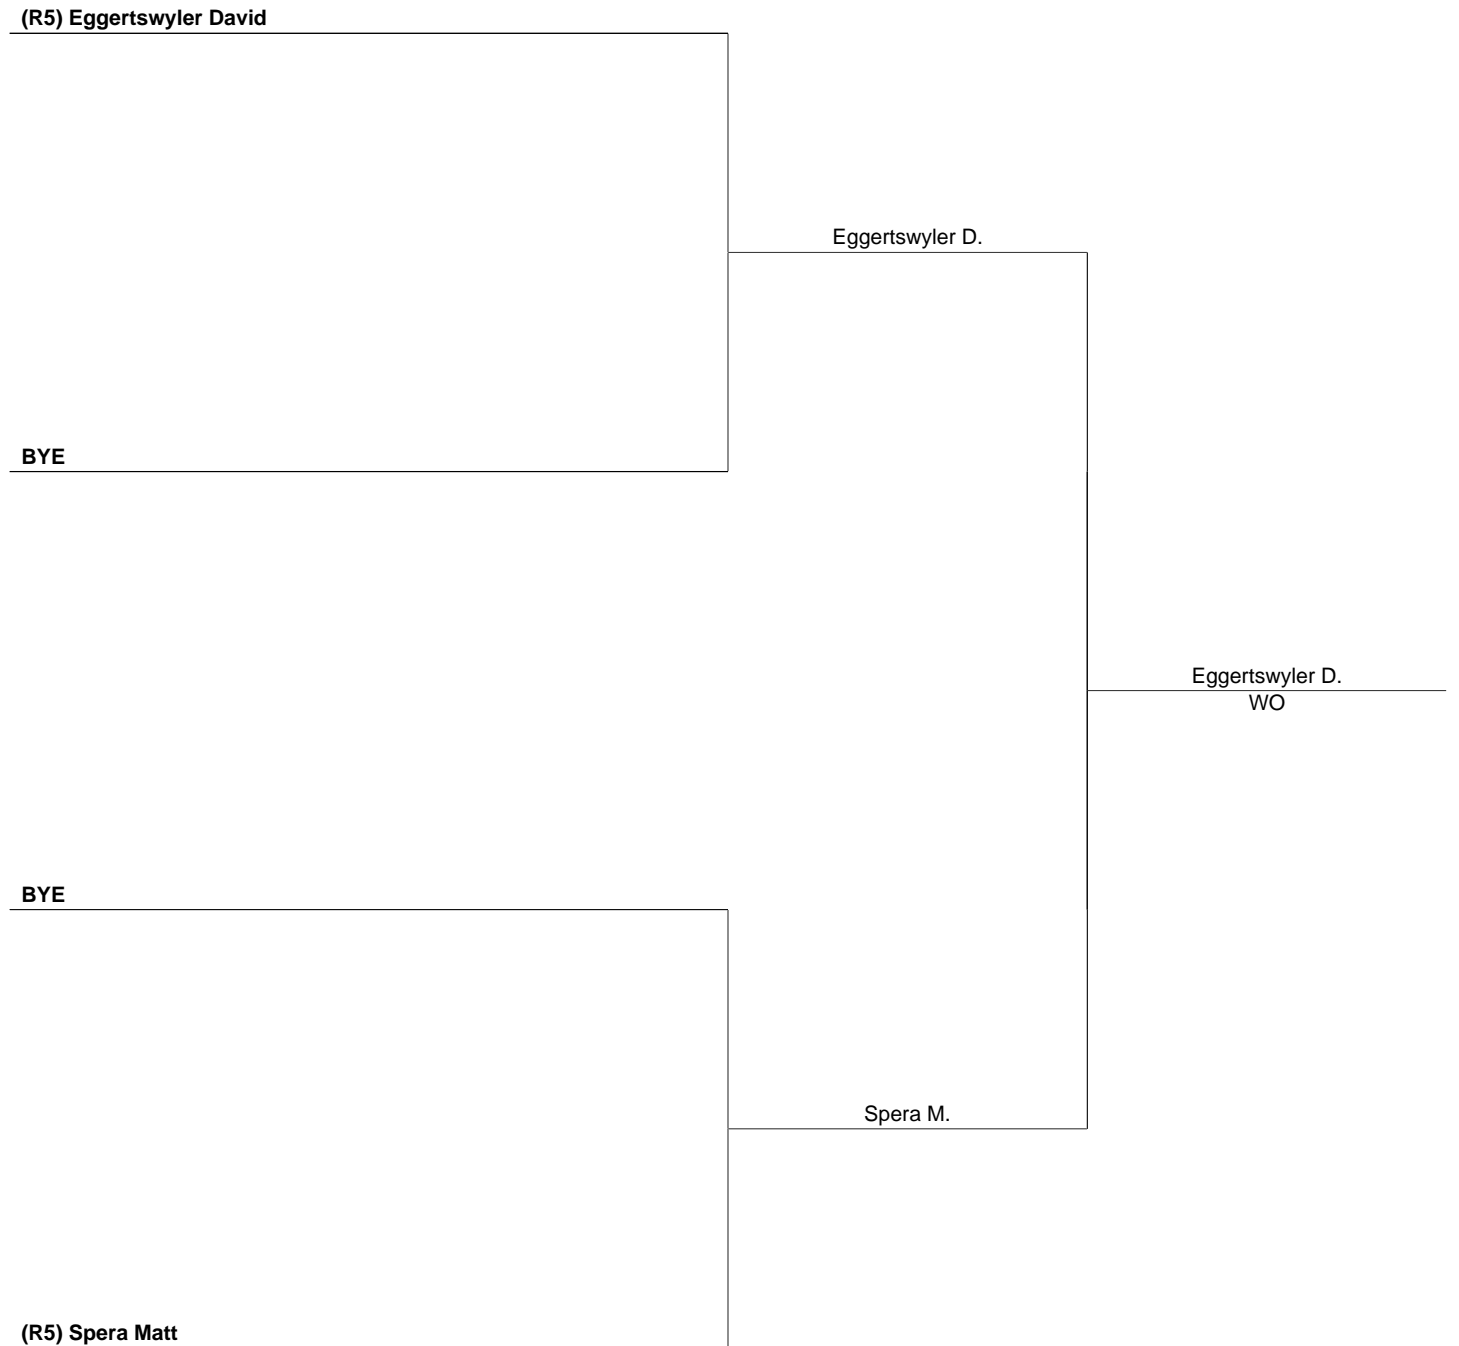 (R5) Eggertswyler David
Eggertswyler D.
BYE
Eggertswyler D.
WO
BYE
Spera M.
(R5) Spera Matt